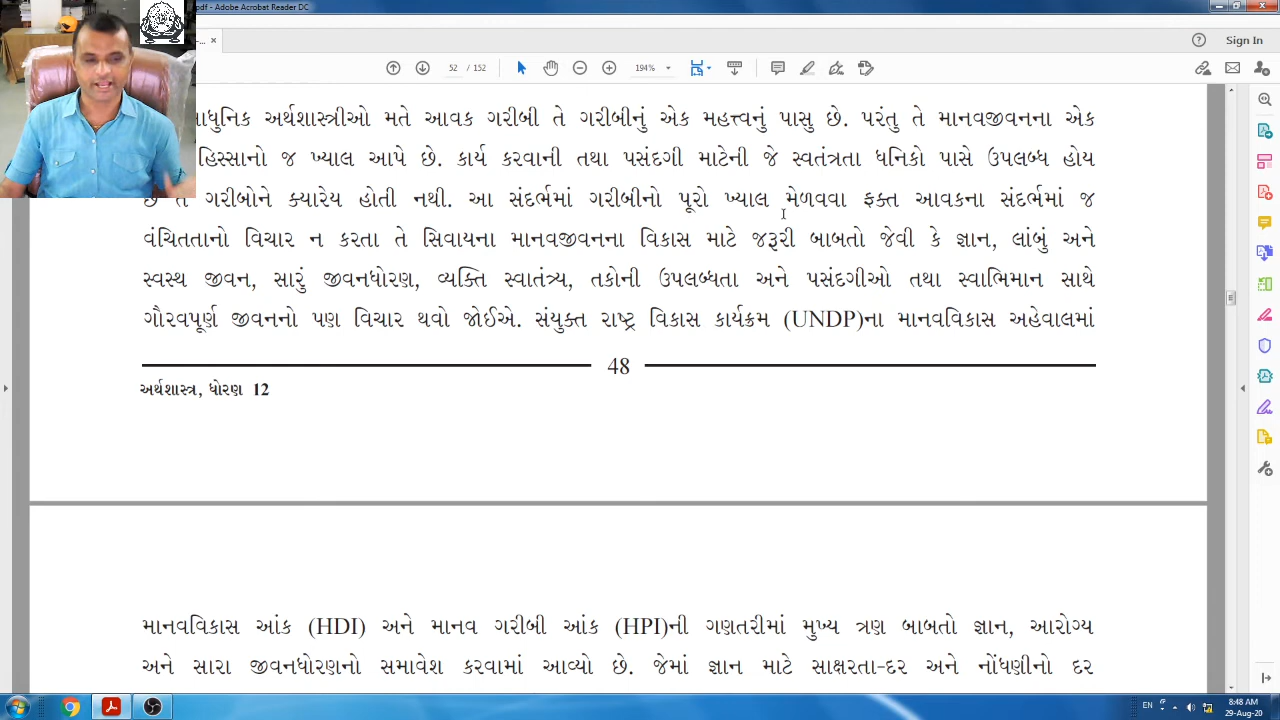 .pdf - Adobe Acrobat Reader DC
Sign In
52 / 152
194%
અર્થશાસ્ત્રીઓ મતે આવક ગરીબી તે ગરીબીનું એક મહત્ત્વનું પાસુ છે. પરંતુ તે માનવજીવનના એક
હિસ્સાનો જ ખ્યાલ આપે છે. કાર્ય કરવાની તથા પસંદગી માટેની જે સ્વતંત્રતા ધનિકો પાસે ઉપલબ્ધ હોય
ગરીબોને ક્યારેય હોતી નથી. આ સંદર્ભમાં ગરીબીનો પૂરો ખ્યાલ મેળવવા ફક્ત આવકના સંદર્ભમાં જ
વંચિતતાનો વિચાર ન કરતા તે સિવાયના માનવજીવનના વિકાસ માટે જરૂરી બાબતો જેવી કે જ્ઞાન, લાંબું અને
સ્વસ્થ જીવન, સારું જીવનધોરણ, વ્યક્તિ સ્વાતંત્ર્ય, તકોની ઉપલબ્ધતા અને પસંદગીઓ તથા સ્વાભિમાન સાથે
ગૌરવપૂર્ણ જીવનનો પણ વિચાર થવો જોઈએ. સંયુક્ત રાષ્ટ્ર વિકાસ કાર્યક્રમ (UNDP)ના માનવવિકાસ અહેવાલમાં
48
અર્થશાસ્ત્ર, ધોરણ 12
માનવવિકાસ આંક (HDI) અને માનવ ગરીબી આંક (HPI)ની ગણતરીમાં મુખ્ય ત્રણ બાબતો જ્ઞાન, આરોગ્ય
અને સારા જીવનધોરણનો સમાવેશ કરવામાં આવ્યો છે. જેમાં જ્ઞાન માટે સાક્ષરતા-દર અને નોંધણીનો દર
EN
8:48 AM
29-Aug-20